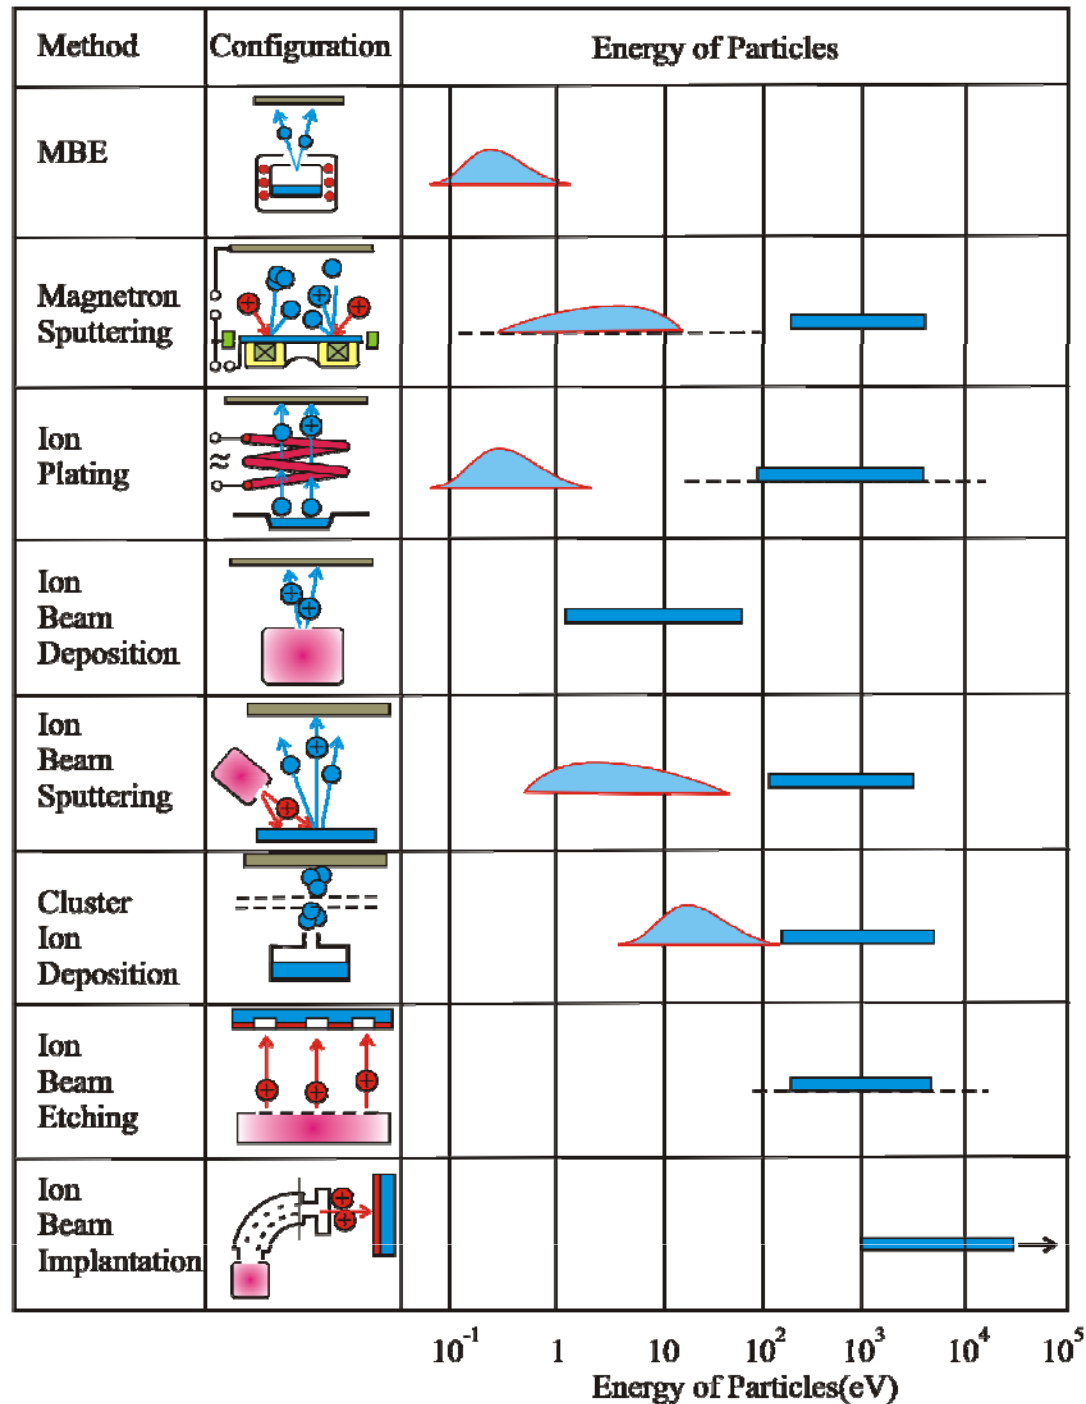 Method
Configuration
Energy of Particles
MBE
Magnetron
Sputtering
Ion
Plating
Ion
Beam
Deposition
Ion
Beam
Sputtering
Cluster
Ion
Deposition
Ion
Beam
Etching
Ion
Beam
Implantation
10⁻¹ 1 10 10² 10³ 10⁴ 10⁵
Energy of Particles(eV)